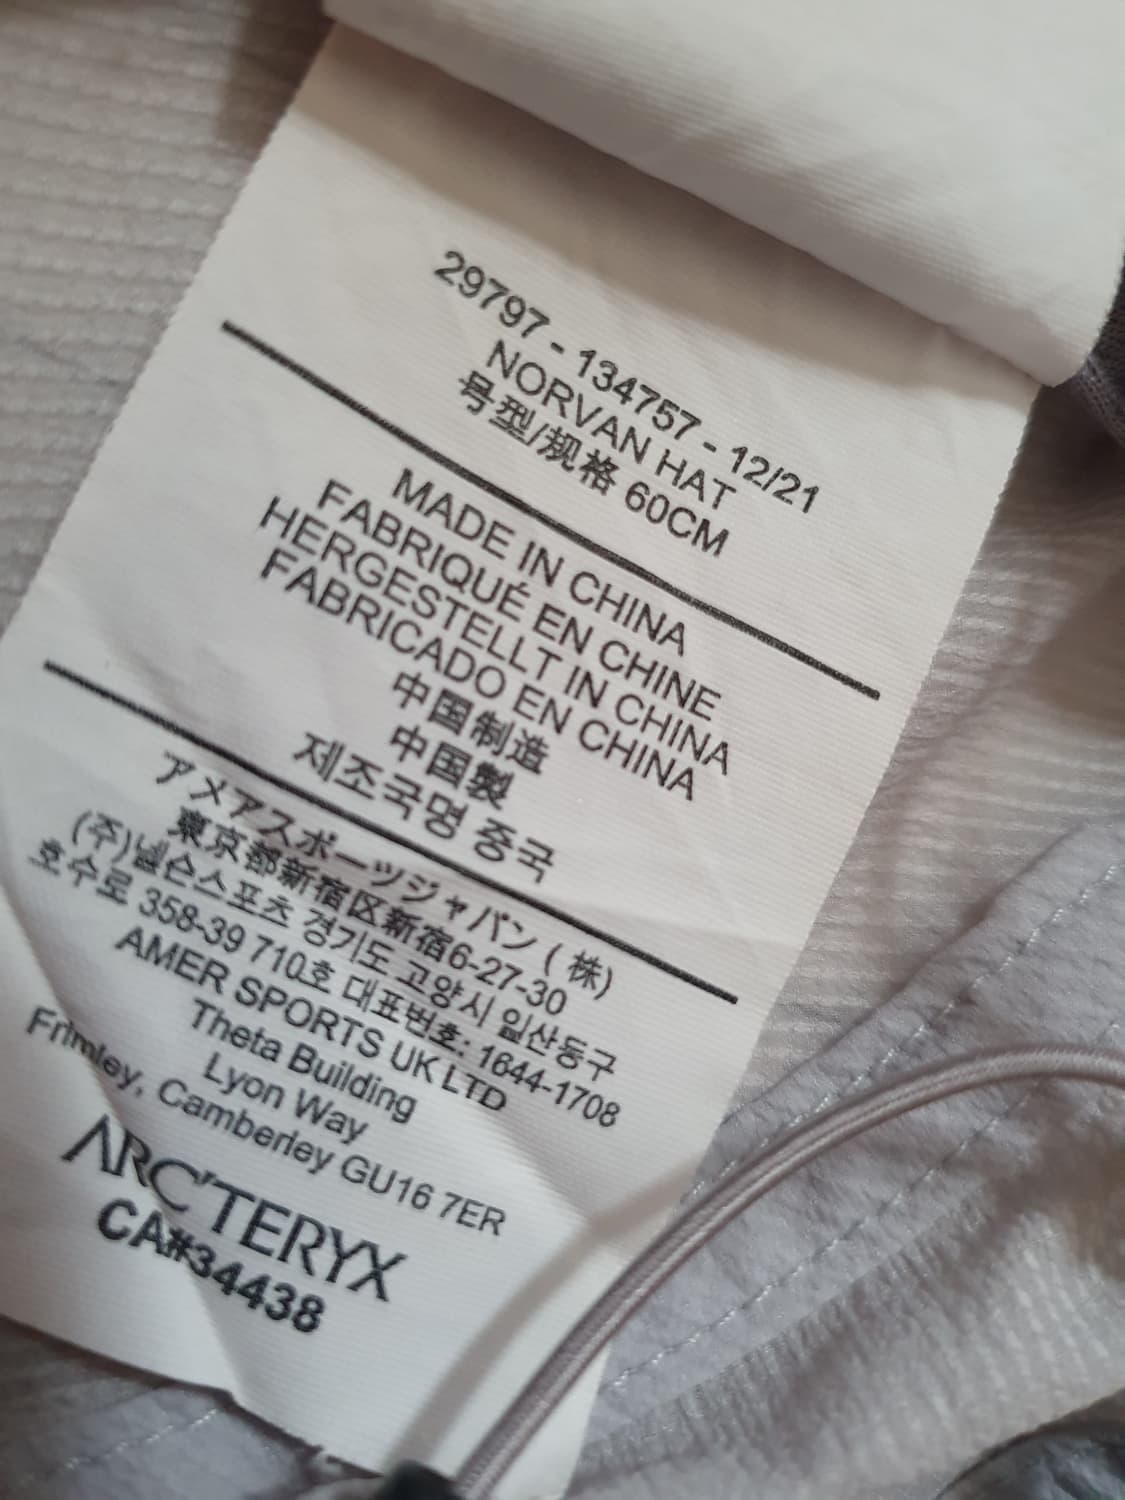 29797 - 134757 - 12/21
NORVAN HAT
号型/规格 60CM
MADE IN CHINA
FABRIQUÉ EN CHINE
HERGESTELLT IN CHINA
FABRICADO EN CHINA
中国制造
中国製
제조국명 중국
アメアスポーツジャパン (株)
東京都新宿区新宿6-27-30
(주)넬슨스포츠 경기도 고양시 일산동구
호수로 358-39 710호 대표번호: 1644-1708
AMER SPORTS UK LTD
Theta Building
Lyon Way
Frimley, Camberley GU16 7ER
ARC'TERYX
CA#34438